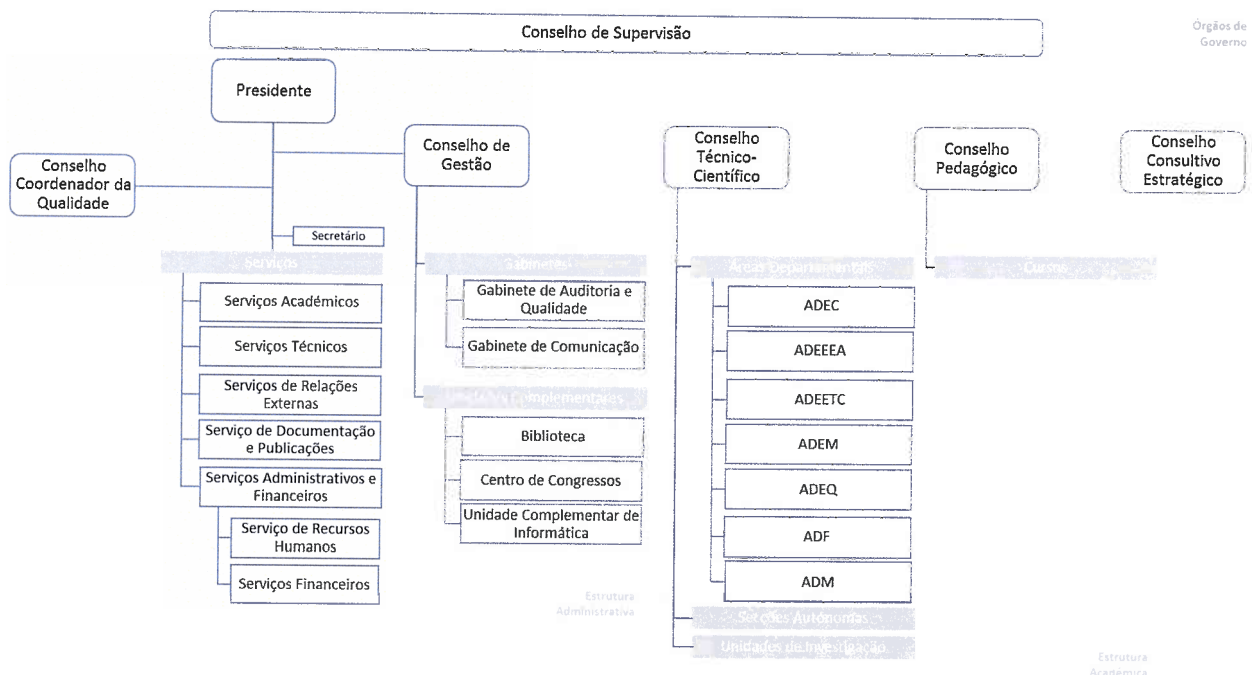 Conselho de Supervisão
Órgãos de
Governo
Presidente
Conselho de
Gestão
Conselho
Técnico-
Científico
Conselho
Pedagógico
Conselho
Consultivo
Estratégico
Conselho
Coordenador da
Qualidade
Secretário
Serviços
Serviços Académicos
Serviços Técnicos
Serviços de Relações
Externas
Serviço de Documentação
e Publicações
Serviços Administrativos e
Financeiros
Serviço de Recursos
Humanos
Serviços Financeiros
Gabinetes
Gabinete de Auditoria e
Qualidade
Gabinete de Comunicação
Complementares
Biblioteca
Centro de Congressos
Unidade Complementar de
Informática
Estrutura
Administrativa
Áreas Departamentais
ADEC
ADEEEA
ADEETC
ADEM
ADEQ
ADF
ADM
Secções Autónomas
Unidades de Investigação
Cursos
Estrutura
Académica